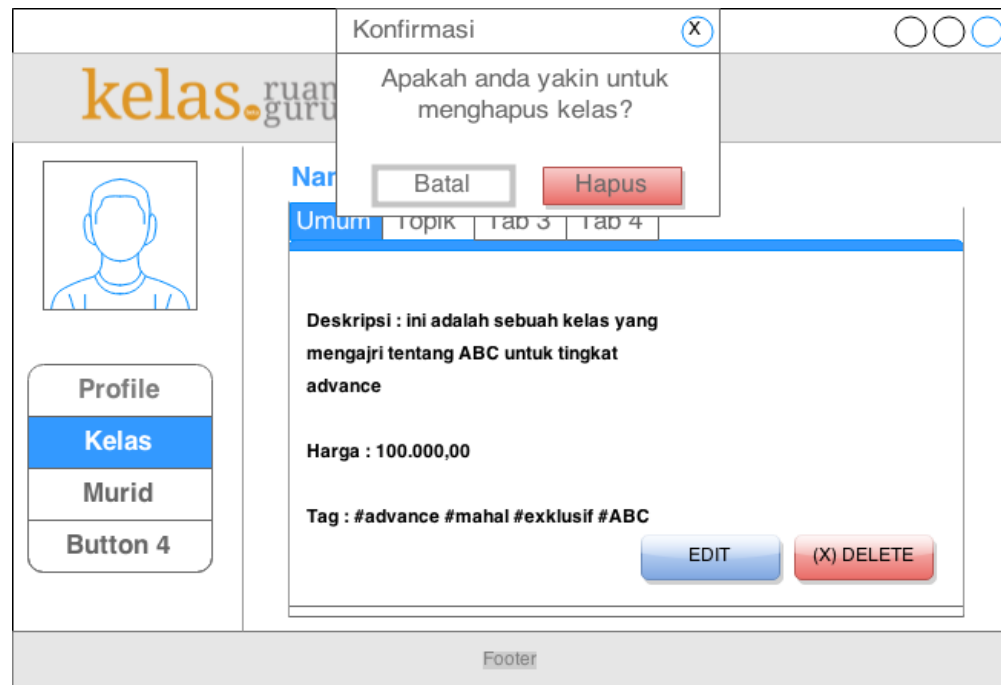 Konfirmasi
X
Apakah anda yakin untuk
menghapus kelas?
Batal
Hapus
kelas.
Umum
Topik
Tab 3
Tab 4
Deskripsi : ini adalah sebuah kelas yang
mengajri tentang ABC untuk tingkat
advance
Harga : 100.000,00
Tag : #advance #mahal #exklusif #ABC
EDIT
(X) DELETE
Profile
Kelas
Murid
Button 4
Footer